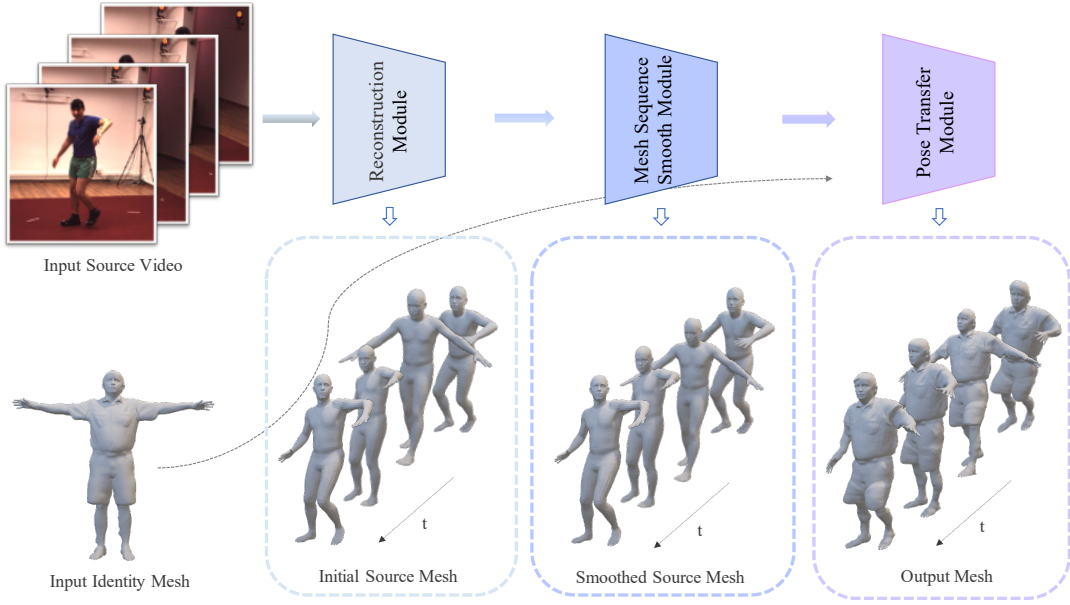 Reconstruction
Module
Mesh Sequence
Smooth Module
Pose Transfer
Module
Input Source Video
t
t
t
Input Identity Mesh
Initial Source Mesh
Smoothed Source Mesh
Output Mesh